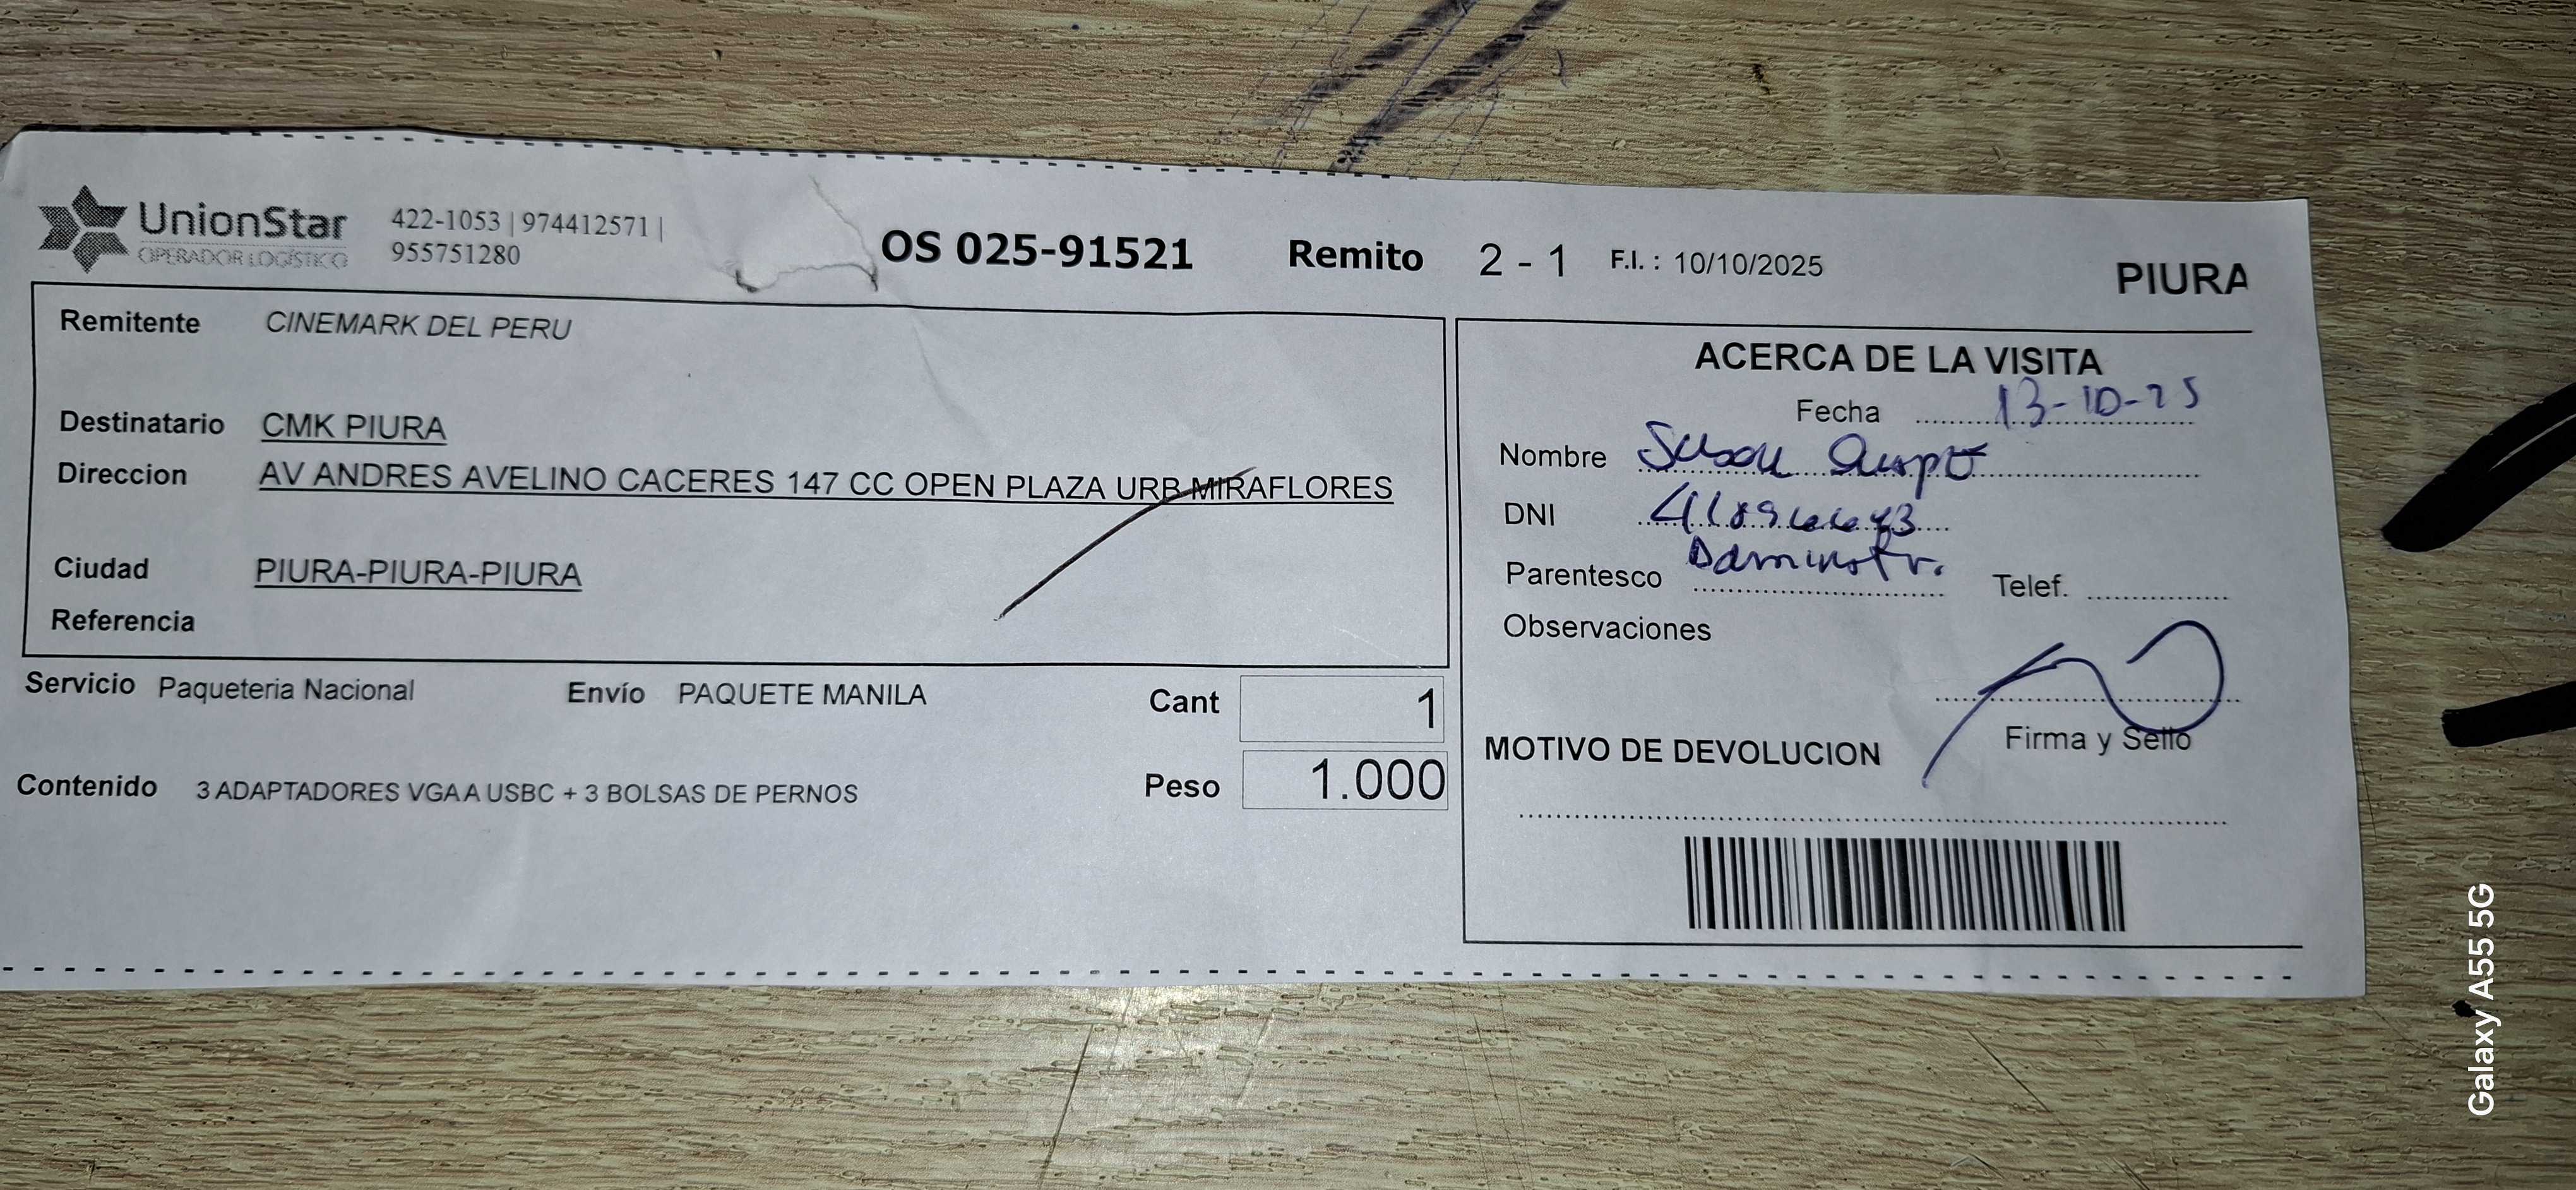 UnionStar
OPERADOR LOGÍSTICO
422-1053 | 974412571 |
955751280
OS 025-91521 Remito 2 - 1 F.I. : 10/10/2025 PIURA
Remitente CINEMARK DEL PERU
Destinatario CMK PIURA
Direccion AV ANDRES AVELINO CACERES 147 CC OPEN PLAZA URB MIRAFLORES
Ciudad PIURA-PIURA-PIURA
Referencia
Servicio Paqueteria Nacional Envío PAQUETE MANILA Cant 1
Contenido 3 ADAPTADORES VGA A USBC + 3 BOLSAS DE PERNOS Peso 1.000
ACERCA DE LA VISITA
Fecha 13-10-25
Nombre
DNI
Parentesco Telef.
Observaciones
Firma y Sello
MOTIVO DE DEVOLUCION
Galaxy A55 5G